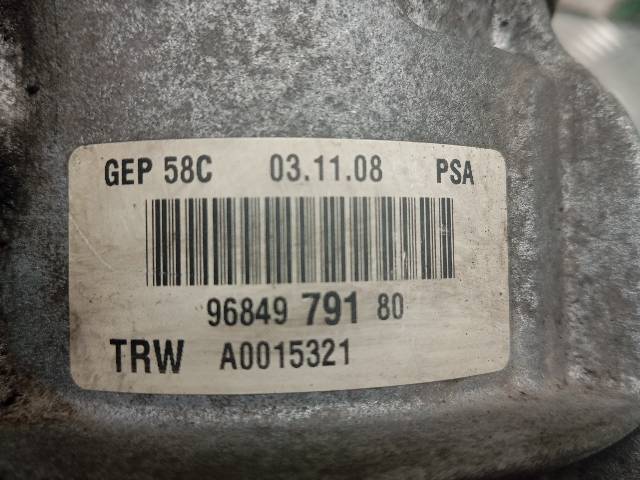 GEP 58C 03.11.08 PSA
96849 791 80
TRW A0015321